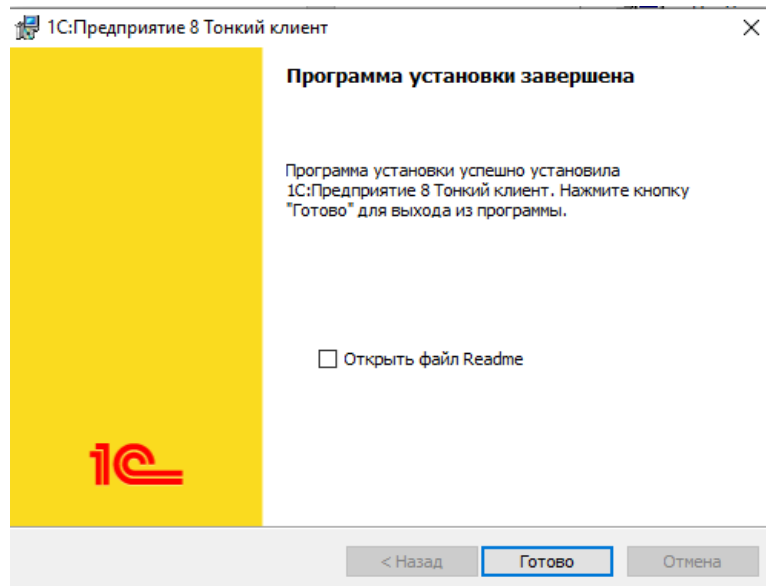 1С:Предприятие 8 Тонкий клиент
Программа установки завершена
Программа установки успешно установила
1С:Предприятие 8 Тонкий клиент. Нажмите кнопку
"Готово" для выхода из программы.
Открыть файл Readme
1С
< Назад
Готово
Отмена